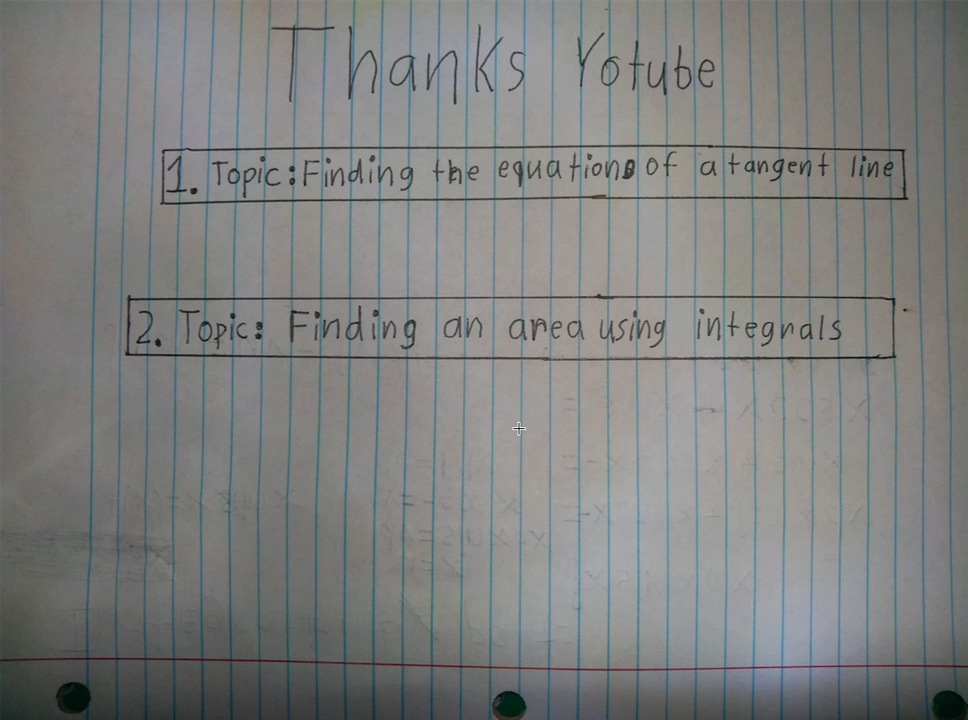 Thanks Yotube
1. Topic: Finding the equations of a tangent line
2. Topic: Finding an area using integrals